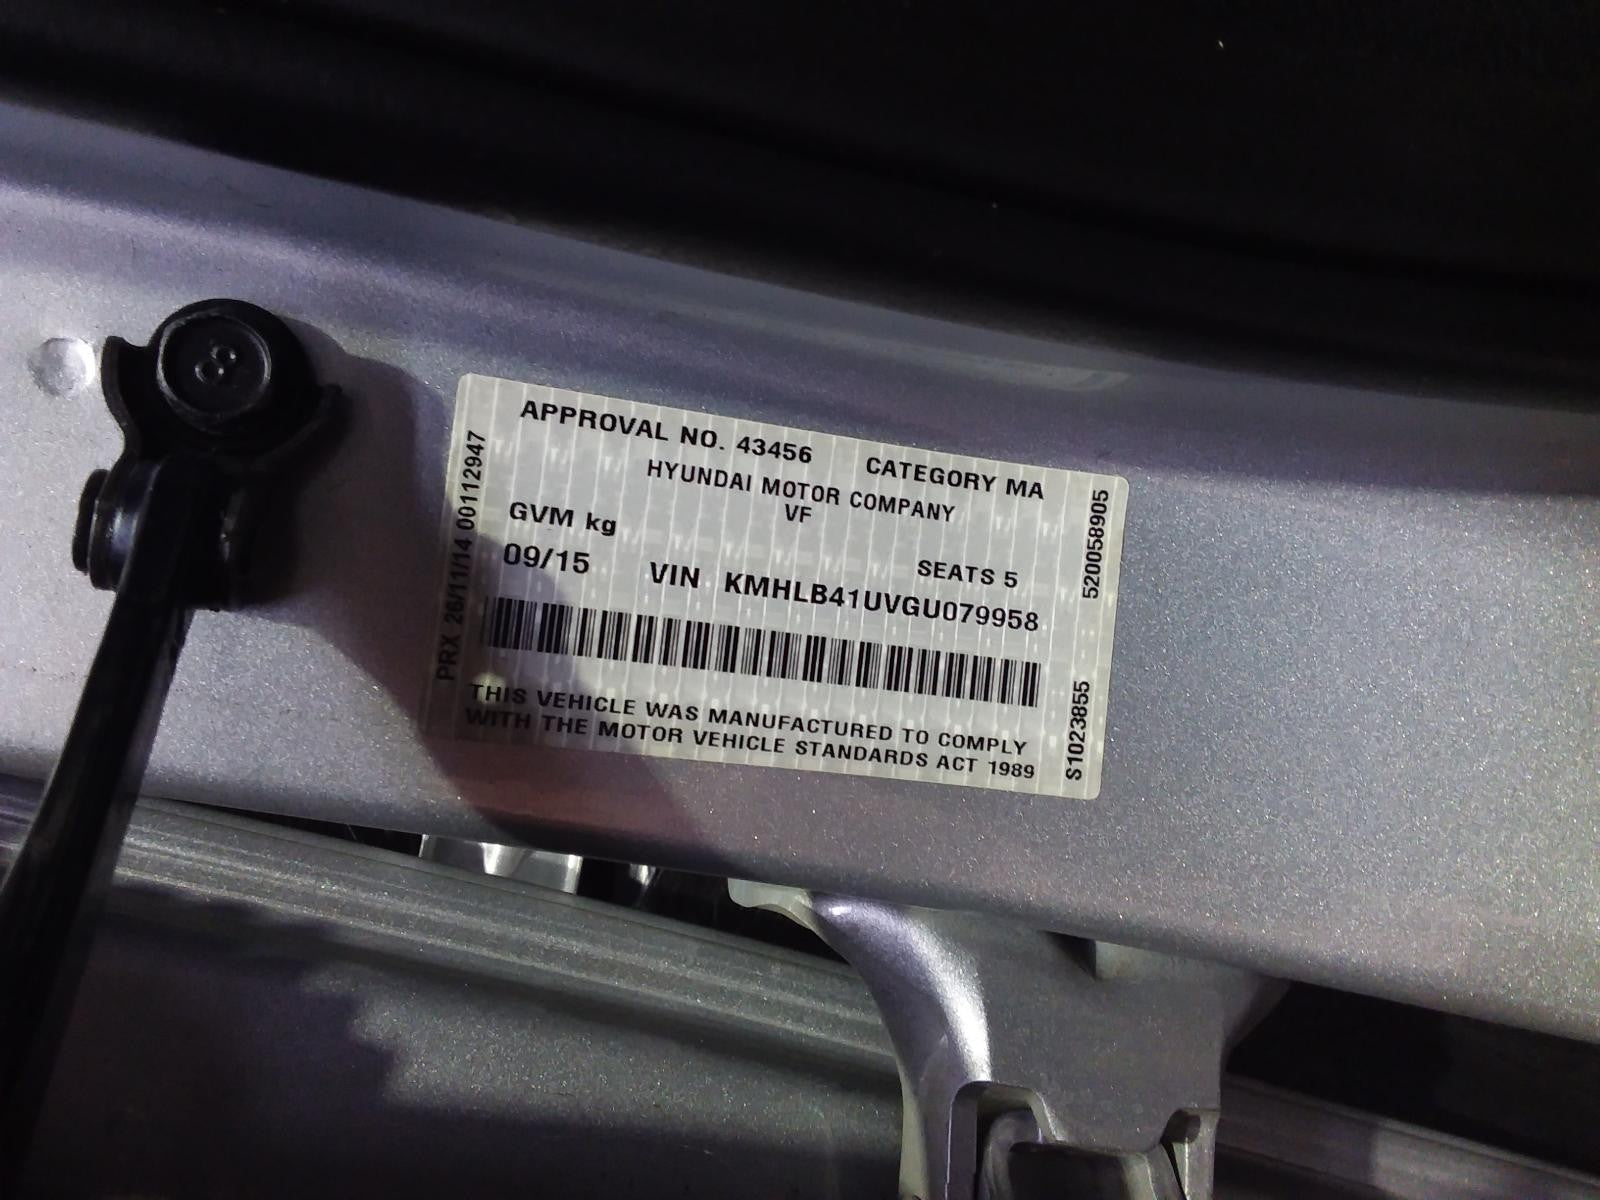 APPROVAL NO. 43456 CATEGORY MA
HYUNDAI MOTOR COMPANY
VF
GVM kg
SEATS 5
09/15 VIN KMHLB41UVGU079958
THIS VEHICLE WAS MANUFACTURED TO COMPLY
WITH THE MOTOR VEHICLE STANDARDS ACT 1989
PRX 26/11/14 00112947
520058905
S1023855